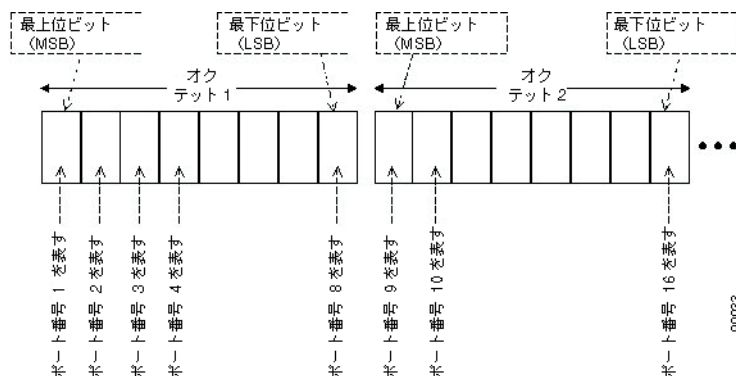 最上位ビット
(MSB)
最下位ビット
(LSB)
最上位ビット
(MSB)
最下位ビット
(LSB)
オク
テット 1
オク
テット 2
ポート番号 1 を表す
ポート番号 2 を表す
ポート番号 3 を表す
ポート番号 4 を表す
ポート番号 8 を表す
ポート番号 9 を表す
ポート番号 10 を表す
ポート番号 16 を表す